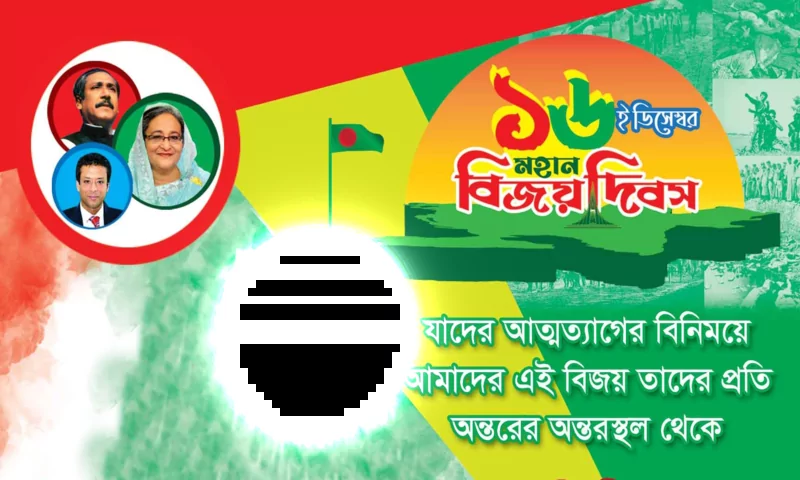 ১৬ই ডিসেম্বর
মহান
বিজয় দিবস
যাদের আত্মত্যাগের বিনিময়ে
আমাদের এই বিজয় তাদের প্রতি
অন্তরের অন্তরস্থল থেকে